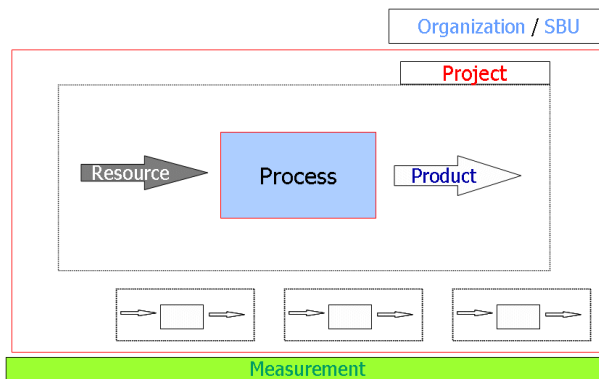 Organization / SBU
Project
Resource
Process
Product
Measurement